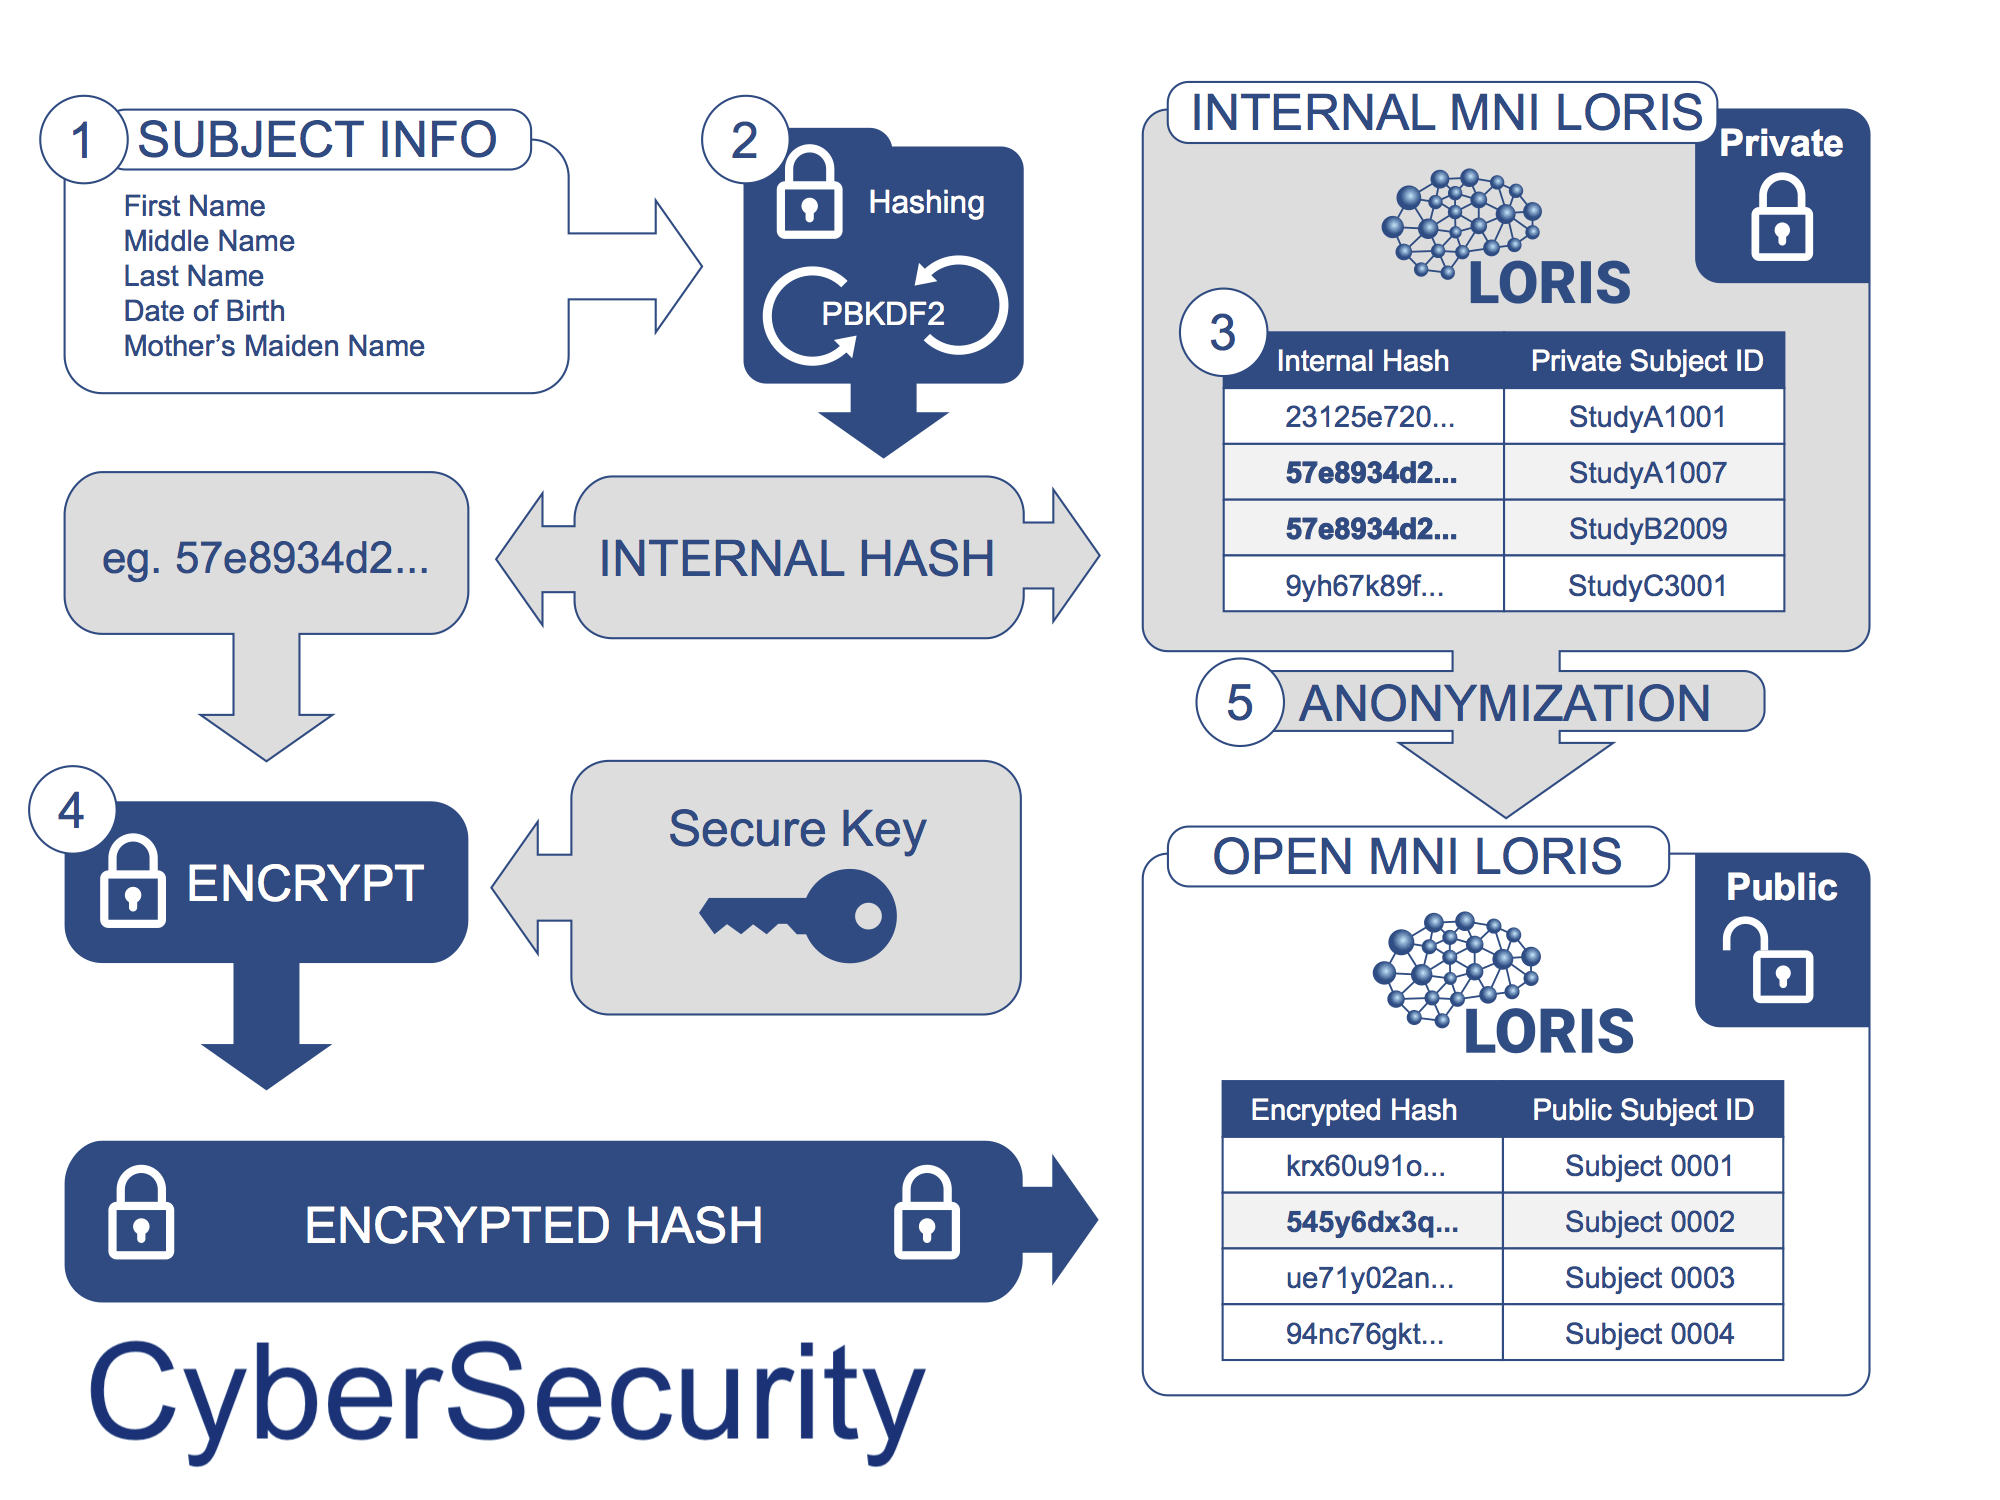 1 SUBJECT INFO
First Name
Middle Name
Last Name
Date of Birth
Mother’s Maiden Name
2
Hashing
PBKDF2
INTERNAL MNI LORIS
Private
LORIS
3
Internal Hash Private Subject ID
23125e720... StudyA1001
57e8934d2... StudyA1007
57e8934d2... StudyB2009
9yh67k89f... StudyC3001
eg. 57e8934d2...
INTERNAL HASH
5 ANONYMIZATION
4
ENCRYPT
Secure Key
OPEN MNI LORIS
Public
LORIS
Encrypted Hash Public Subject ID
krx60u91o... Subject 0001
545y6dx3q... Subject 0002
ue71y02an... Subject 0003
94nc76gkt... Subject 0004
ENCRYPTED HASH
CyberSecurity